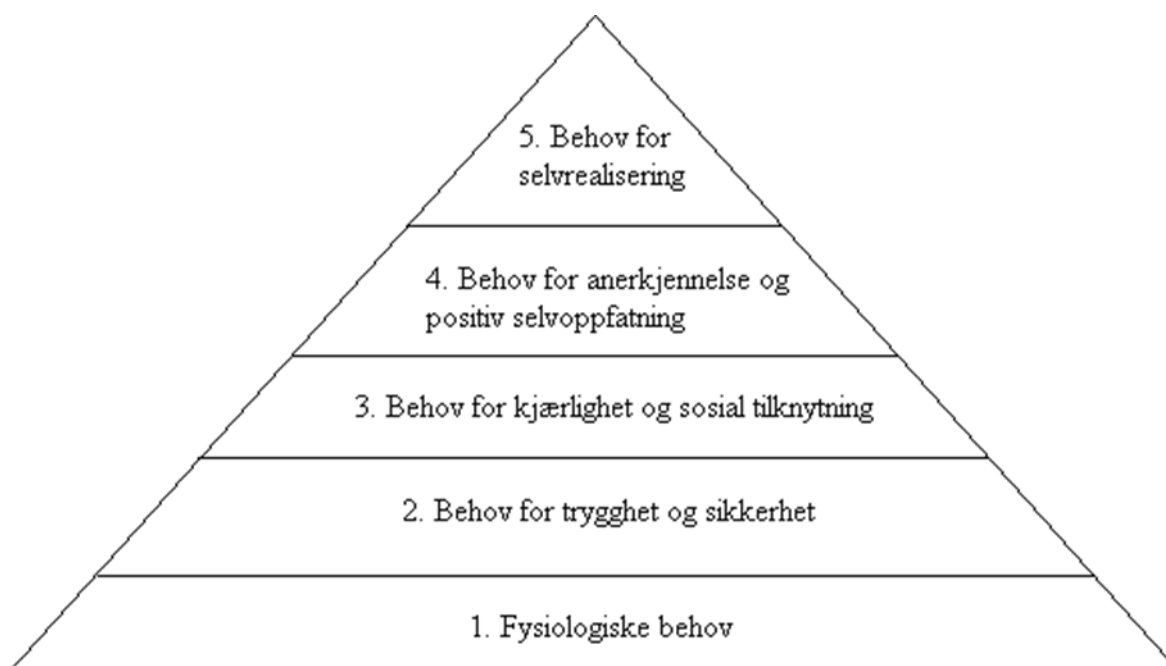 5. Behov for
selvrealisering
4. Behov for anerkjennelse og
positiv selvoppfatning
3. Behov for kjærlighet og sosial tilknytning
2. Behov for trygghet og sikkerhet
1. Fysiologiske behov